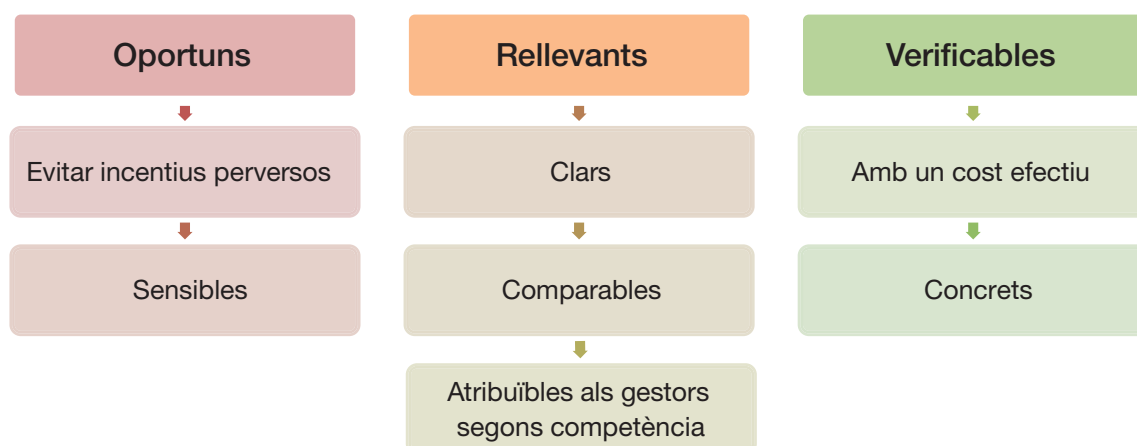 Oportuns
Evitar incentius perversos
Sensibles
Rellevants
Clars
Comparables
Atribuïbles als gestors
segons competència
Verificables
Amb un cost efectiu
Concrets